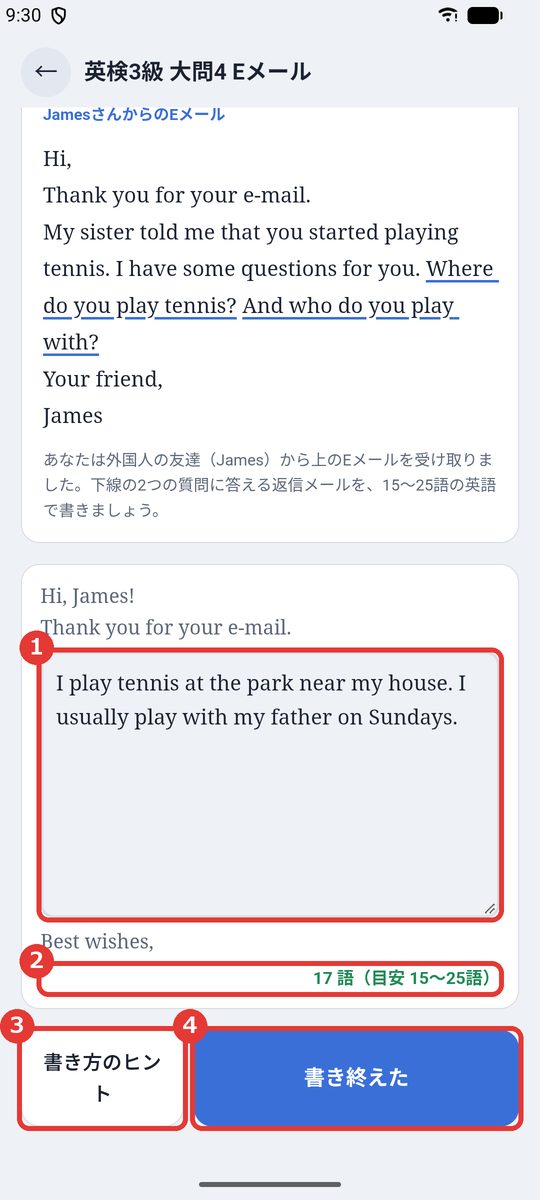 9:30
← 英検3級 大問4 Eメール
JamesさんからのEメール
Hi,
Thank you for your e-mail.
My sister told me that you started playing
tennis. I have some questions for you. Where
do you play tennis? And who do you play
with?
Your friend,
James
あなたは外国人の友達（James）から上のEメールを受け取りま
した。下線の2つの質問に答える返信メールを、15〜25語の英語
で書きましょう。
Hi, James!
Thank you for your e-mail.
1
I play tennis at the park near my house. I
usually play with my father on Sundays.
Best wishes,
2
17 語（目安 15〜25語）
3
書き方のヒン
ト
4
書き終えた